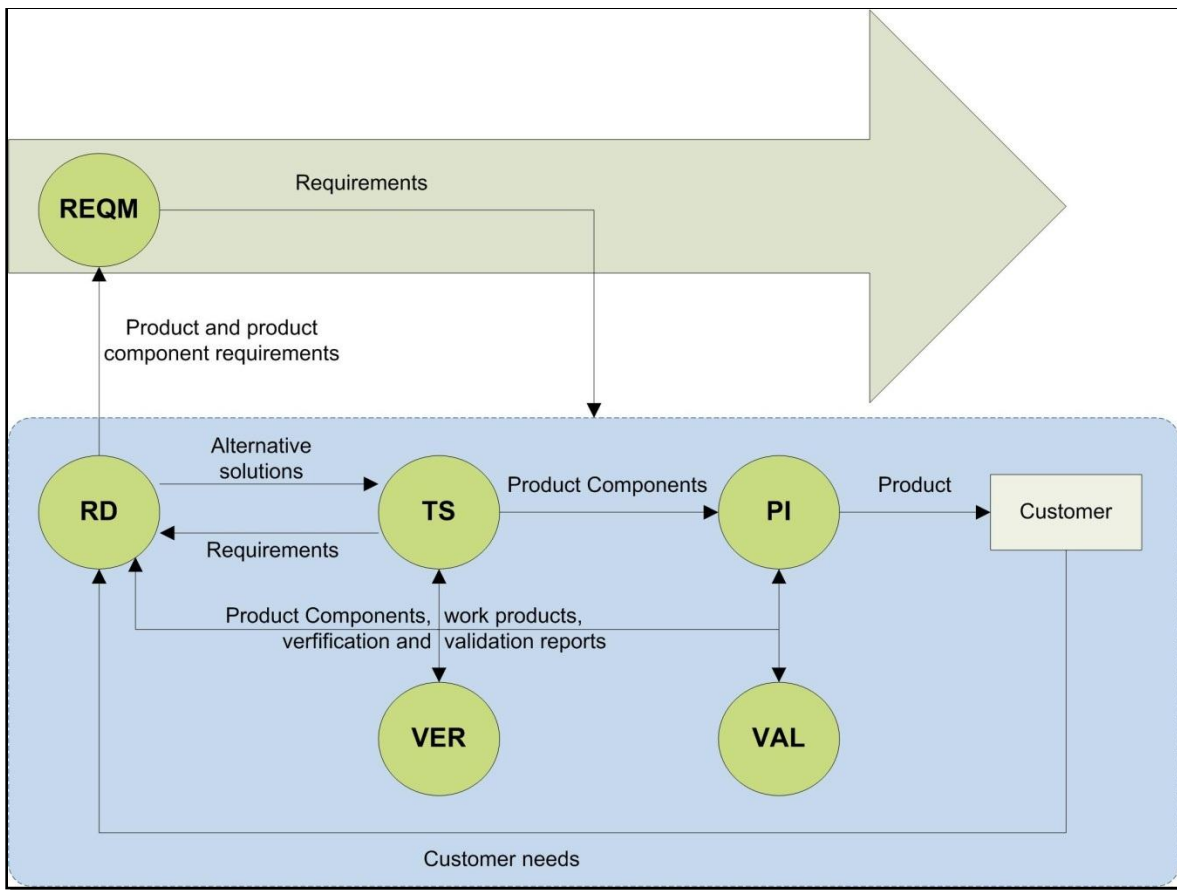 REQM
Requirements
Product and product
component requirements
Alternative
solutions
RD
TS
Product Components
PI
Product
Customer
Requirements
Product Components, work products,
verfification and validation reports
VER
VAL
Customer needs